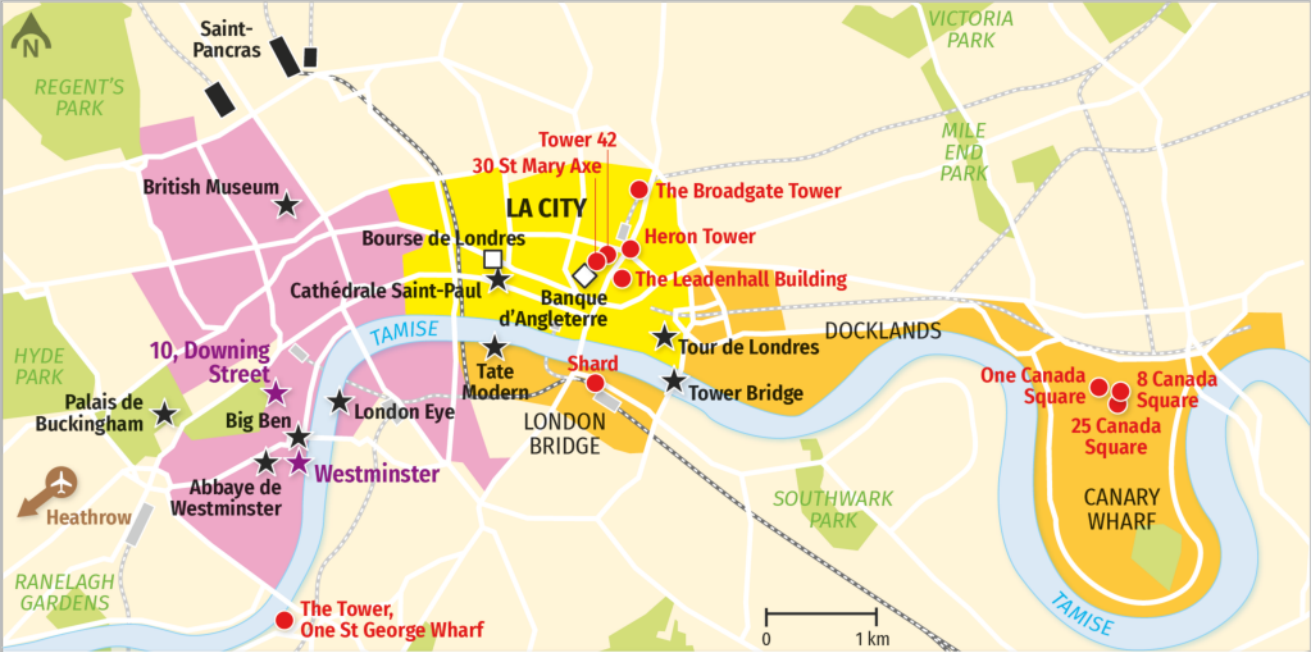 N
Saint-
Pancras
VICTORIA
PARK
REGENT'S
PARK
Tower 42
30 St Mary Axe
MILE
END
PARK
British Museum
The Broadgate Tower
LA CITY
Bourse de Londres
Heron Tower
Cathédrale Saint-Paul
The Leadenhall Building
Banque
d'Angleterre
TAMISE
DOCKLANDS
HYDE
PARK
10, Downing
Street
Tour de Londres
Tate
Modern
Shard
Tower Bridge
One Canada
Square
8 Canada
Square
25 Canada
Square
Palais de
Buckingham
Big Ben
London Eye
LONDON
BRIDGE
Westminster
Abbaye de
Westminster
Heathrow
SOUTHWARK
PARK
CANARY
WHARF
RANELAGH
GARDENS
The Tower,
One St George Wharf
TAMISE
0
1 km